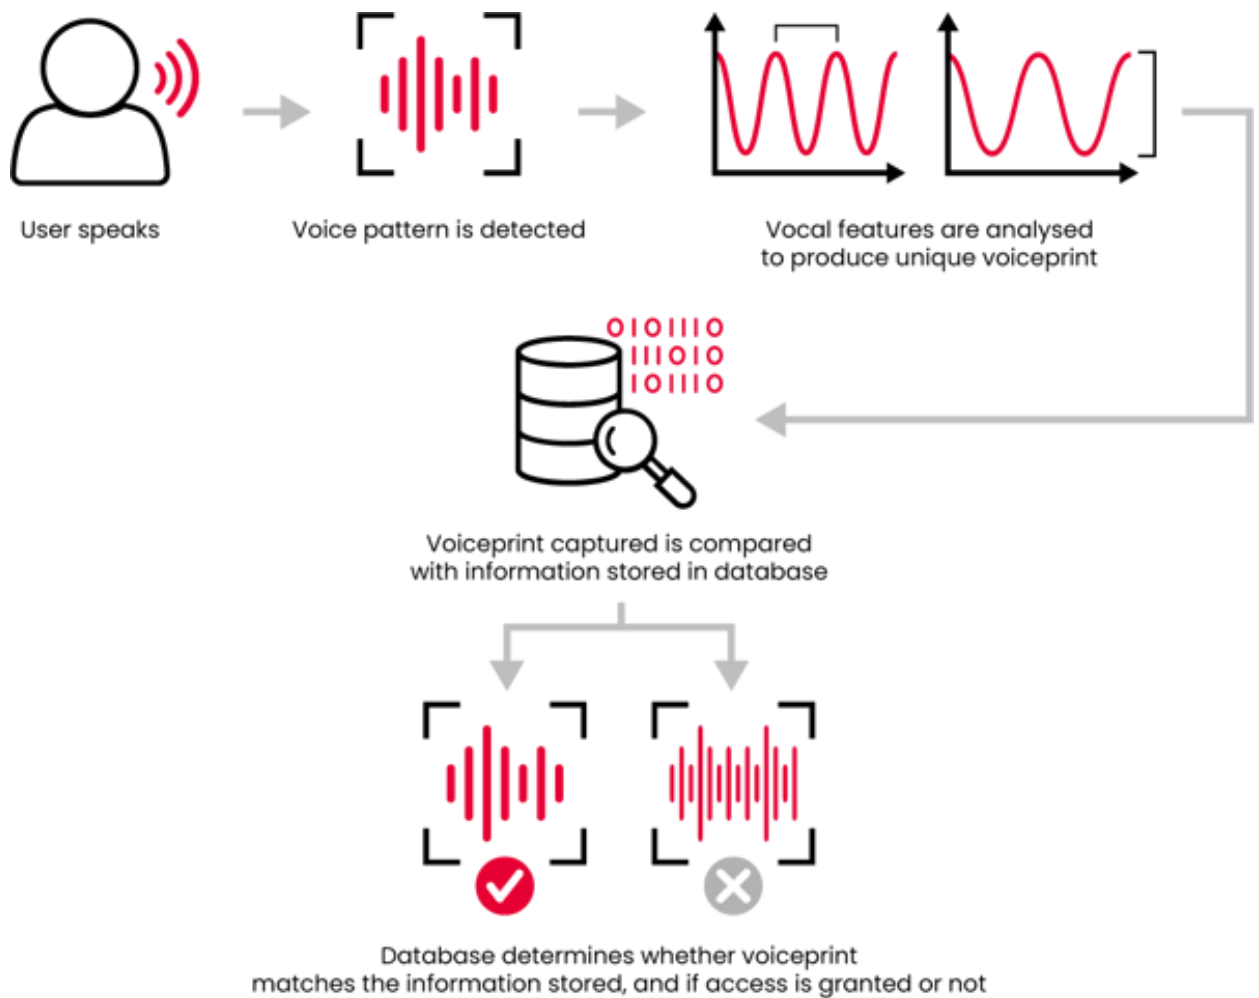 User speaks
Voice pattern is detected
Vocal features are analysed
to produce unique voiceprint
0101110
111010
101110
Voiceprint captured is compared
with information stored in database
Database determines whether voiceprint
matches the information stored, and if access is granted or not